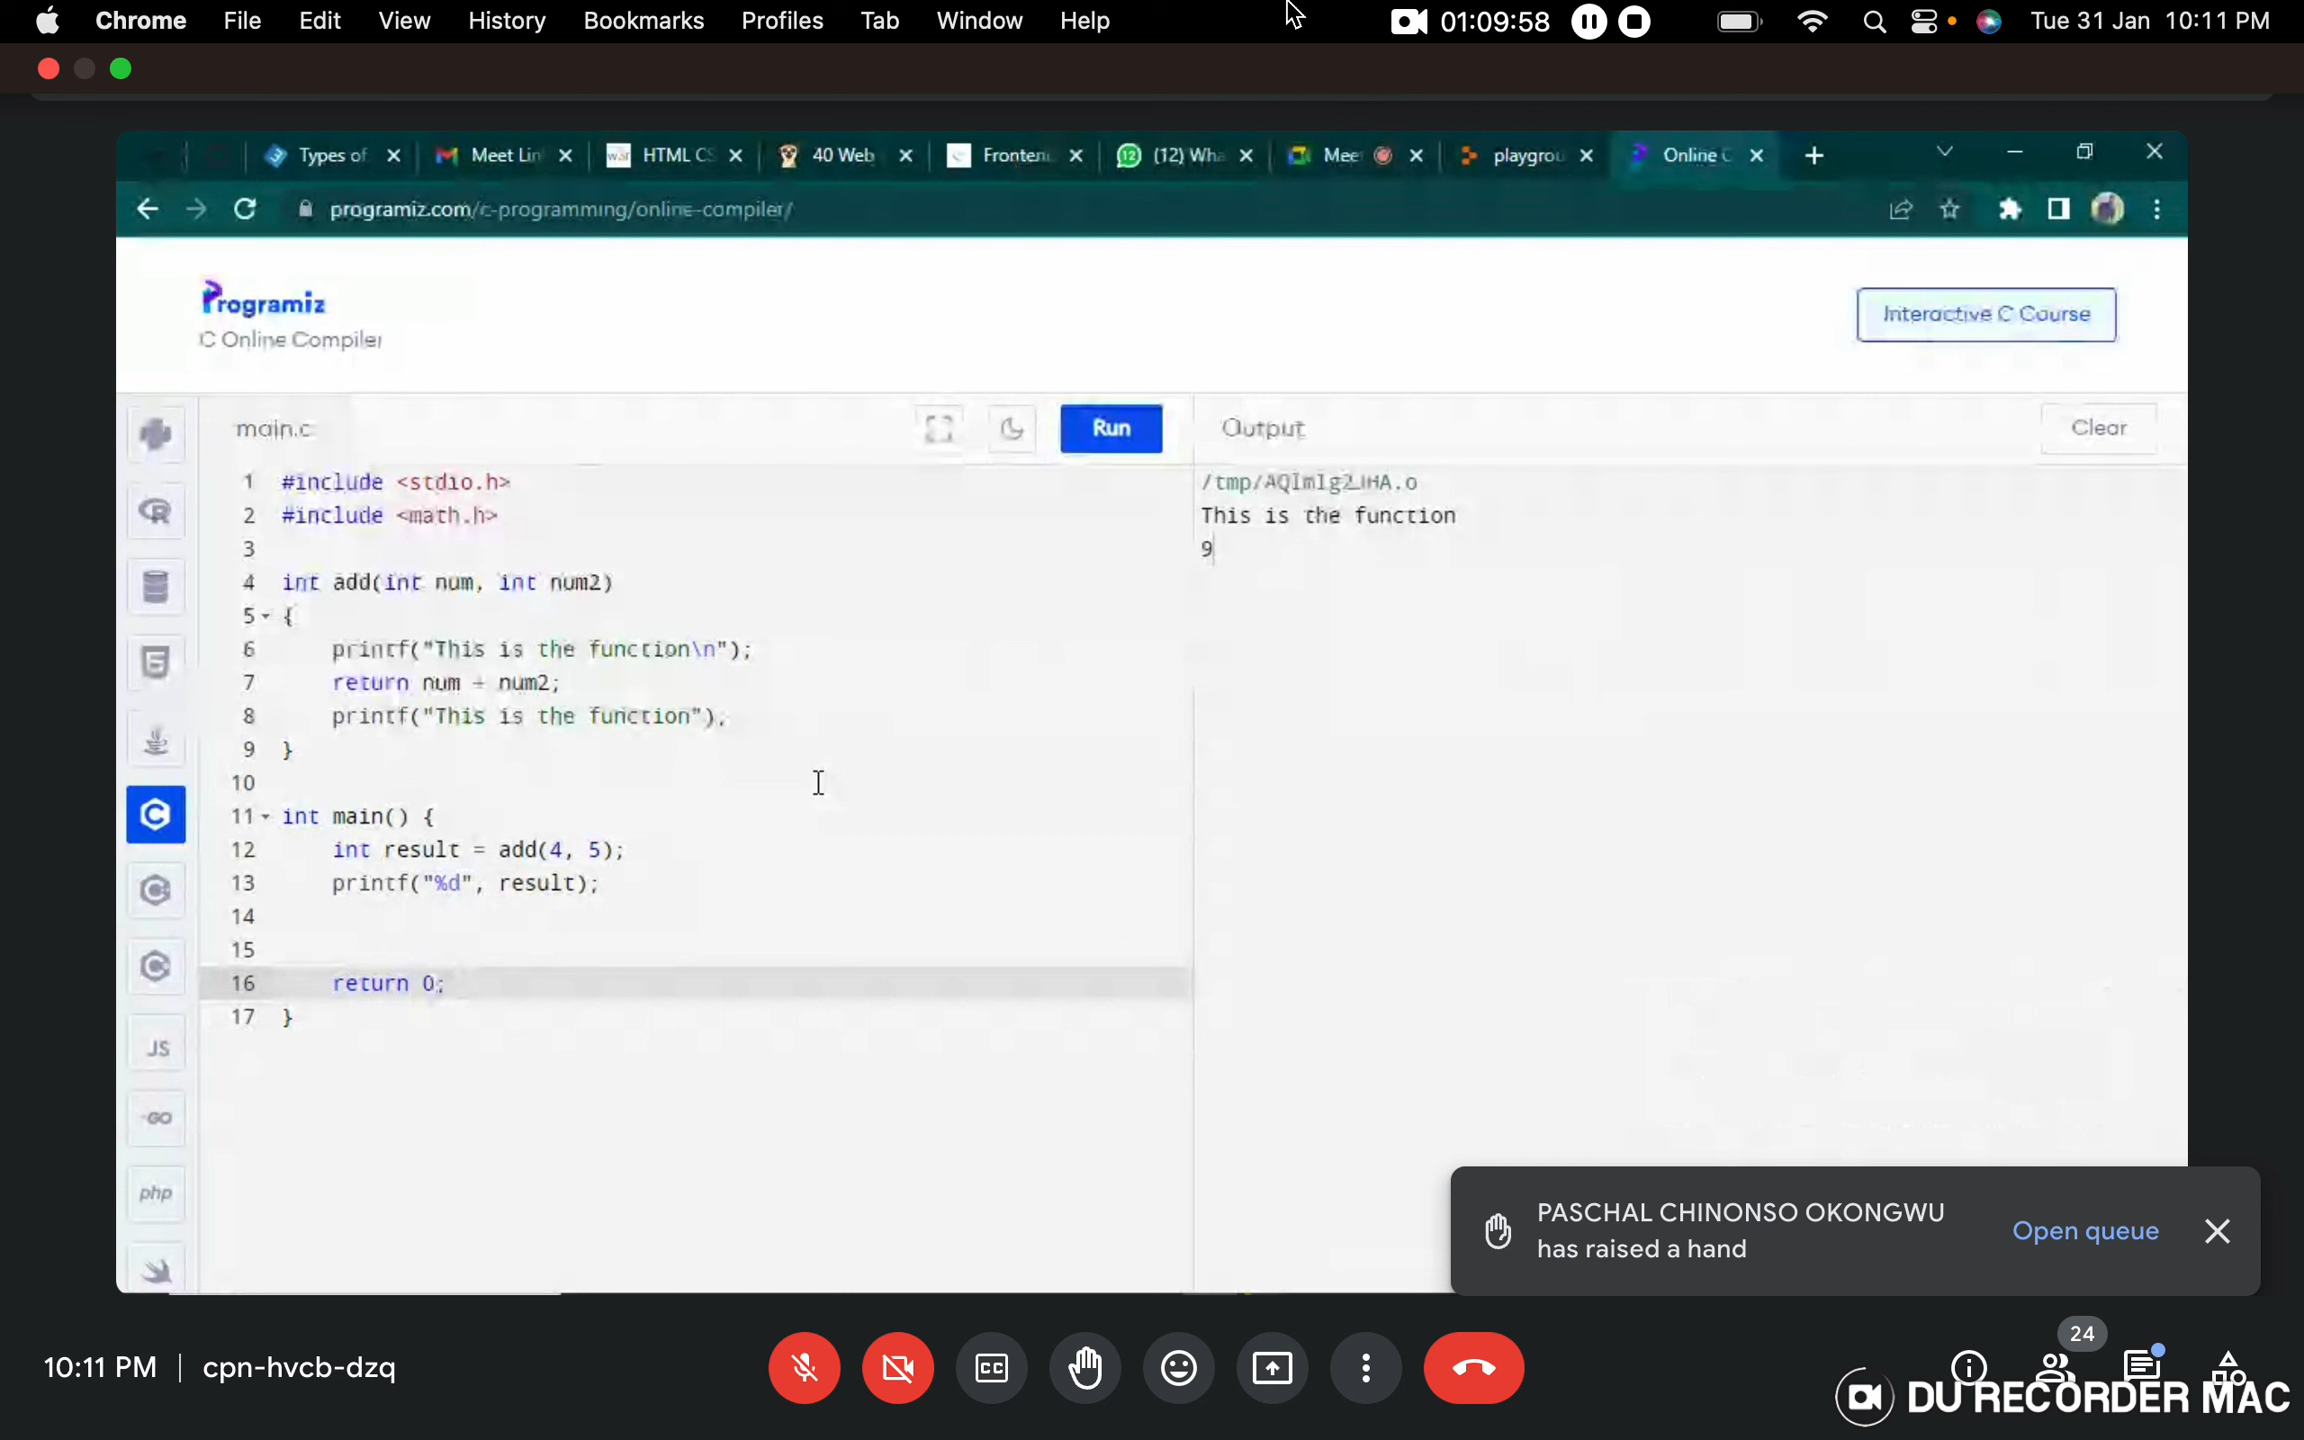 Chrome File Edit View History Bookmarks Profiles Tab Window Help 01:09:58 Tue 31 Jan 10:11 PM
Types of Meet Lin HTML CS 40 Web Fronten (12) Wha Mee playgrou Online C
programiz.com/c-programming/online-compiler/
Programiz
C Online Compiler
Interactive C Course
main.c
Run
Output
Clear
1 #include <stdio.h>
2 #include <math.h>
3
4 int add(int num, int num2)
5 {
6 printf("This is the function\n");
7 return num + num2;
8 printf("This is the function");
9 }
10
11 int main() {
12 int result = add(4, 5);
13 printf("%d", result);
14
15
16 return 0;
17 }
This is the function
9
JS
GO
php
PASCHAL CHINONSO OKONGWU
has raised a hand
Open queue
10:11 PM | cpn-hvcb-dzq
CC
24
DU RECORDER MAC